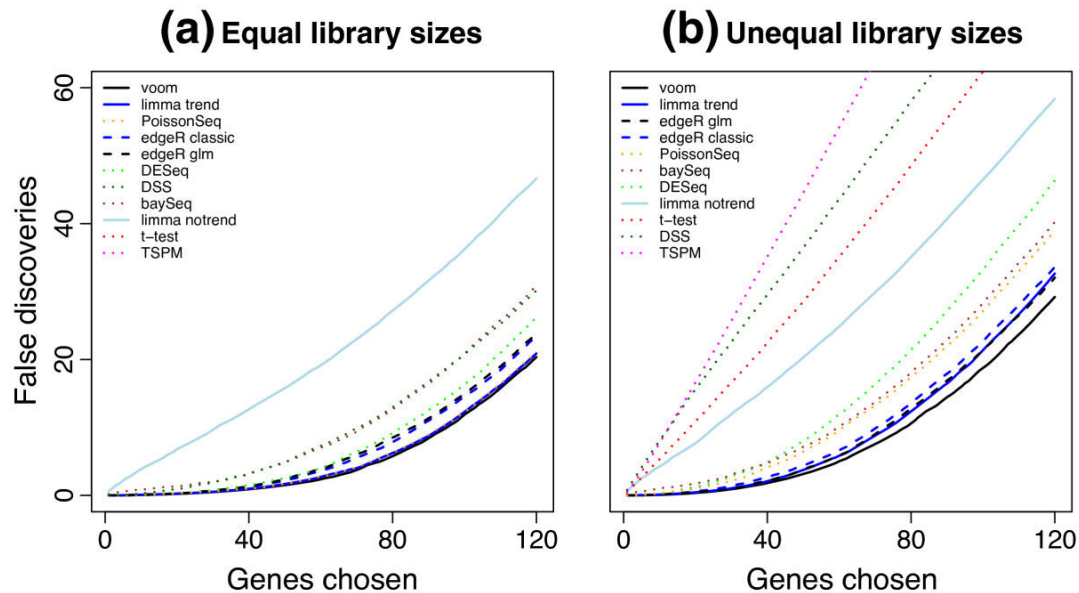 (a) Equal library sizes
60
40
20
0
False discoveries
voom
limma trend
PoissonSeq
edgeR classic
edgeR glm
DESeq
DSS
baySeq
limma notrend
t-test
TSPM
0 40 80 120
Genes chosen
(b) Unequal library sizes
voom
limma trend
edgeR glm
edgeR classic
PoissonSeq
baySeq
DESeq
limma notrend
t-test
DSS
TSPM
0 40 80 120
Genes chosen